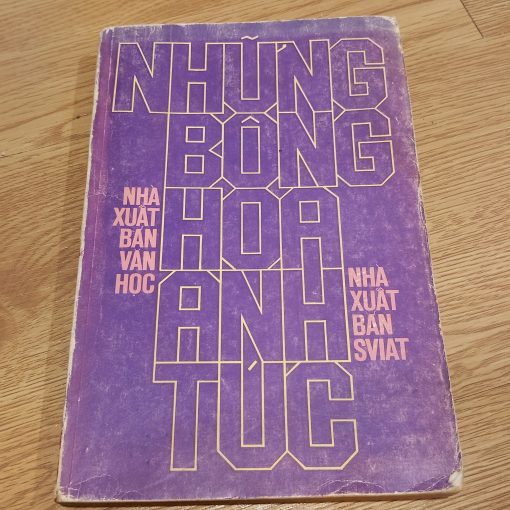 NHỮNG
BÔNG
HOA
ANH
TÚC
NHÀ
XUẤT
BẢN
VĂN
HỌC
NHÀ
XUẤT
BẢN
SVIAT